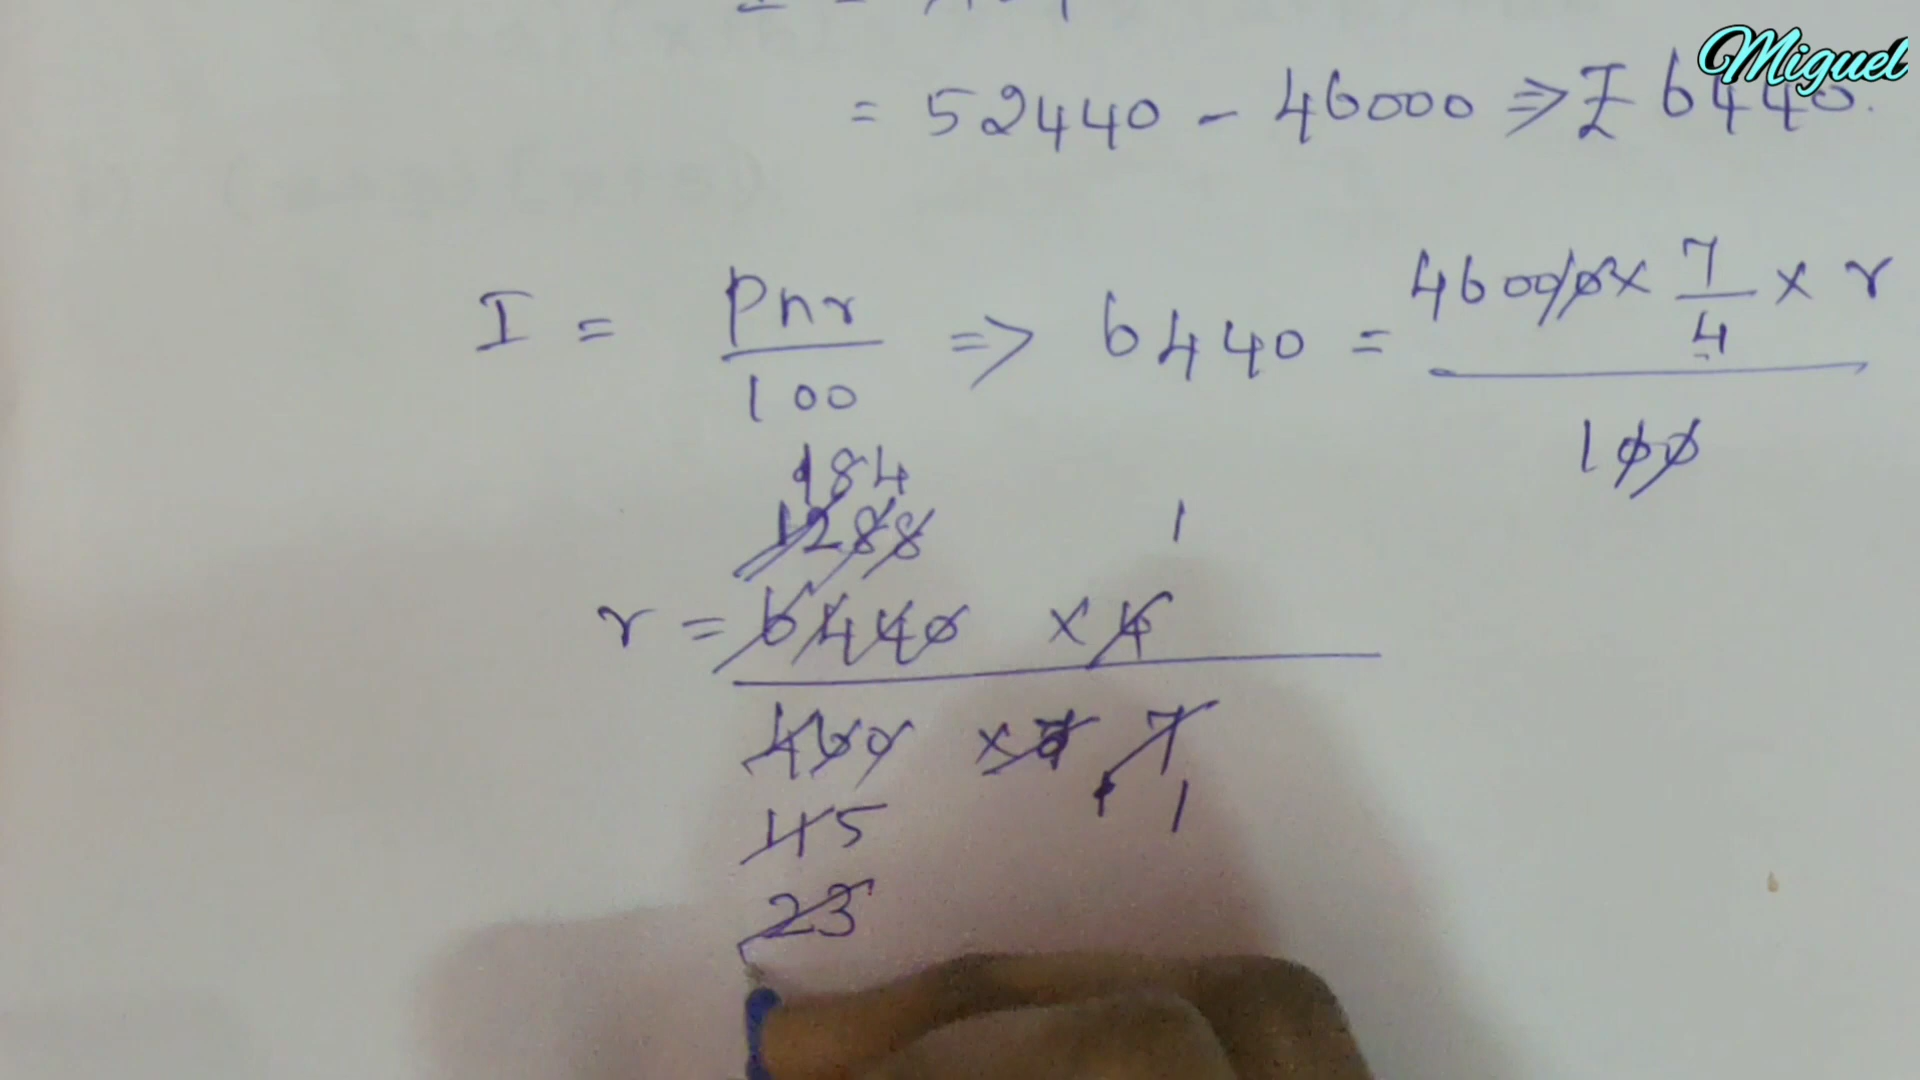 Miguel
= 52440 - 46000 ⇒ ₹ 6440.
I = Pnr/100 ⇒ 6440 = 46000 x 7/4 x r / 100
184
1288 1
r = 6440 x 4
460 x 7
1
115
23